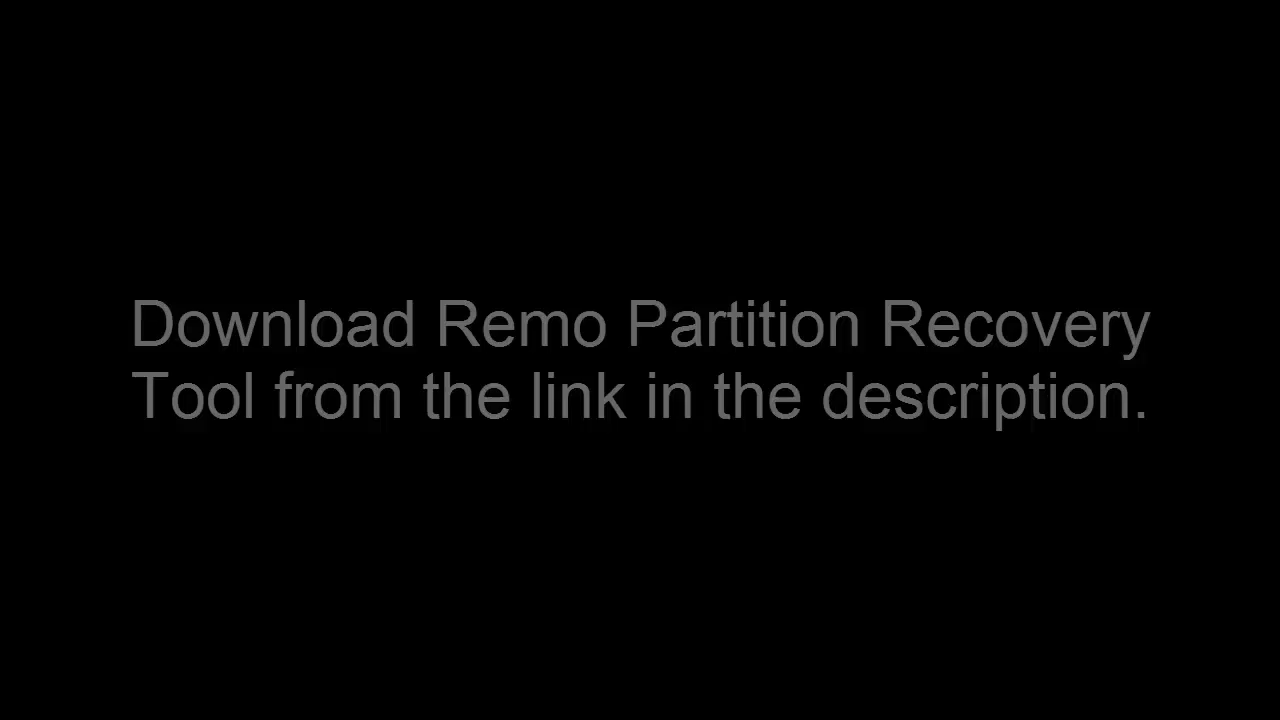 Download Remo Partition Recovery
Tool from the link in the description.